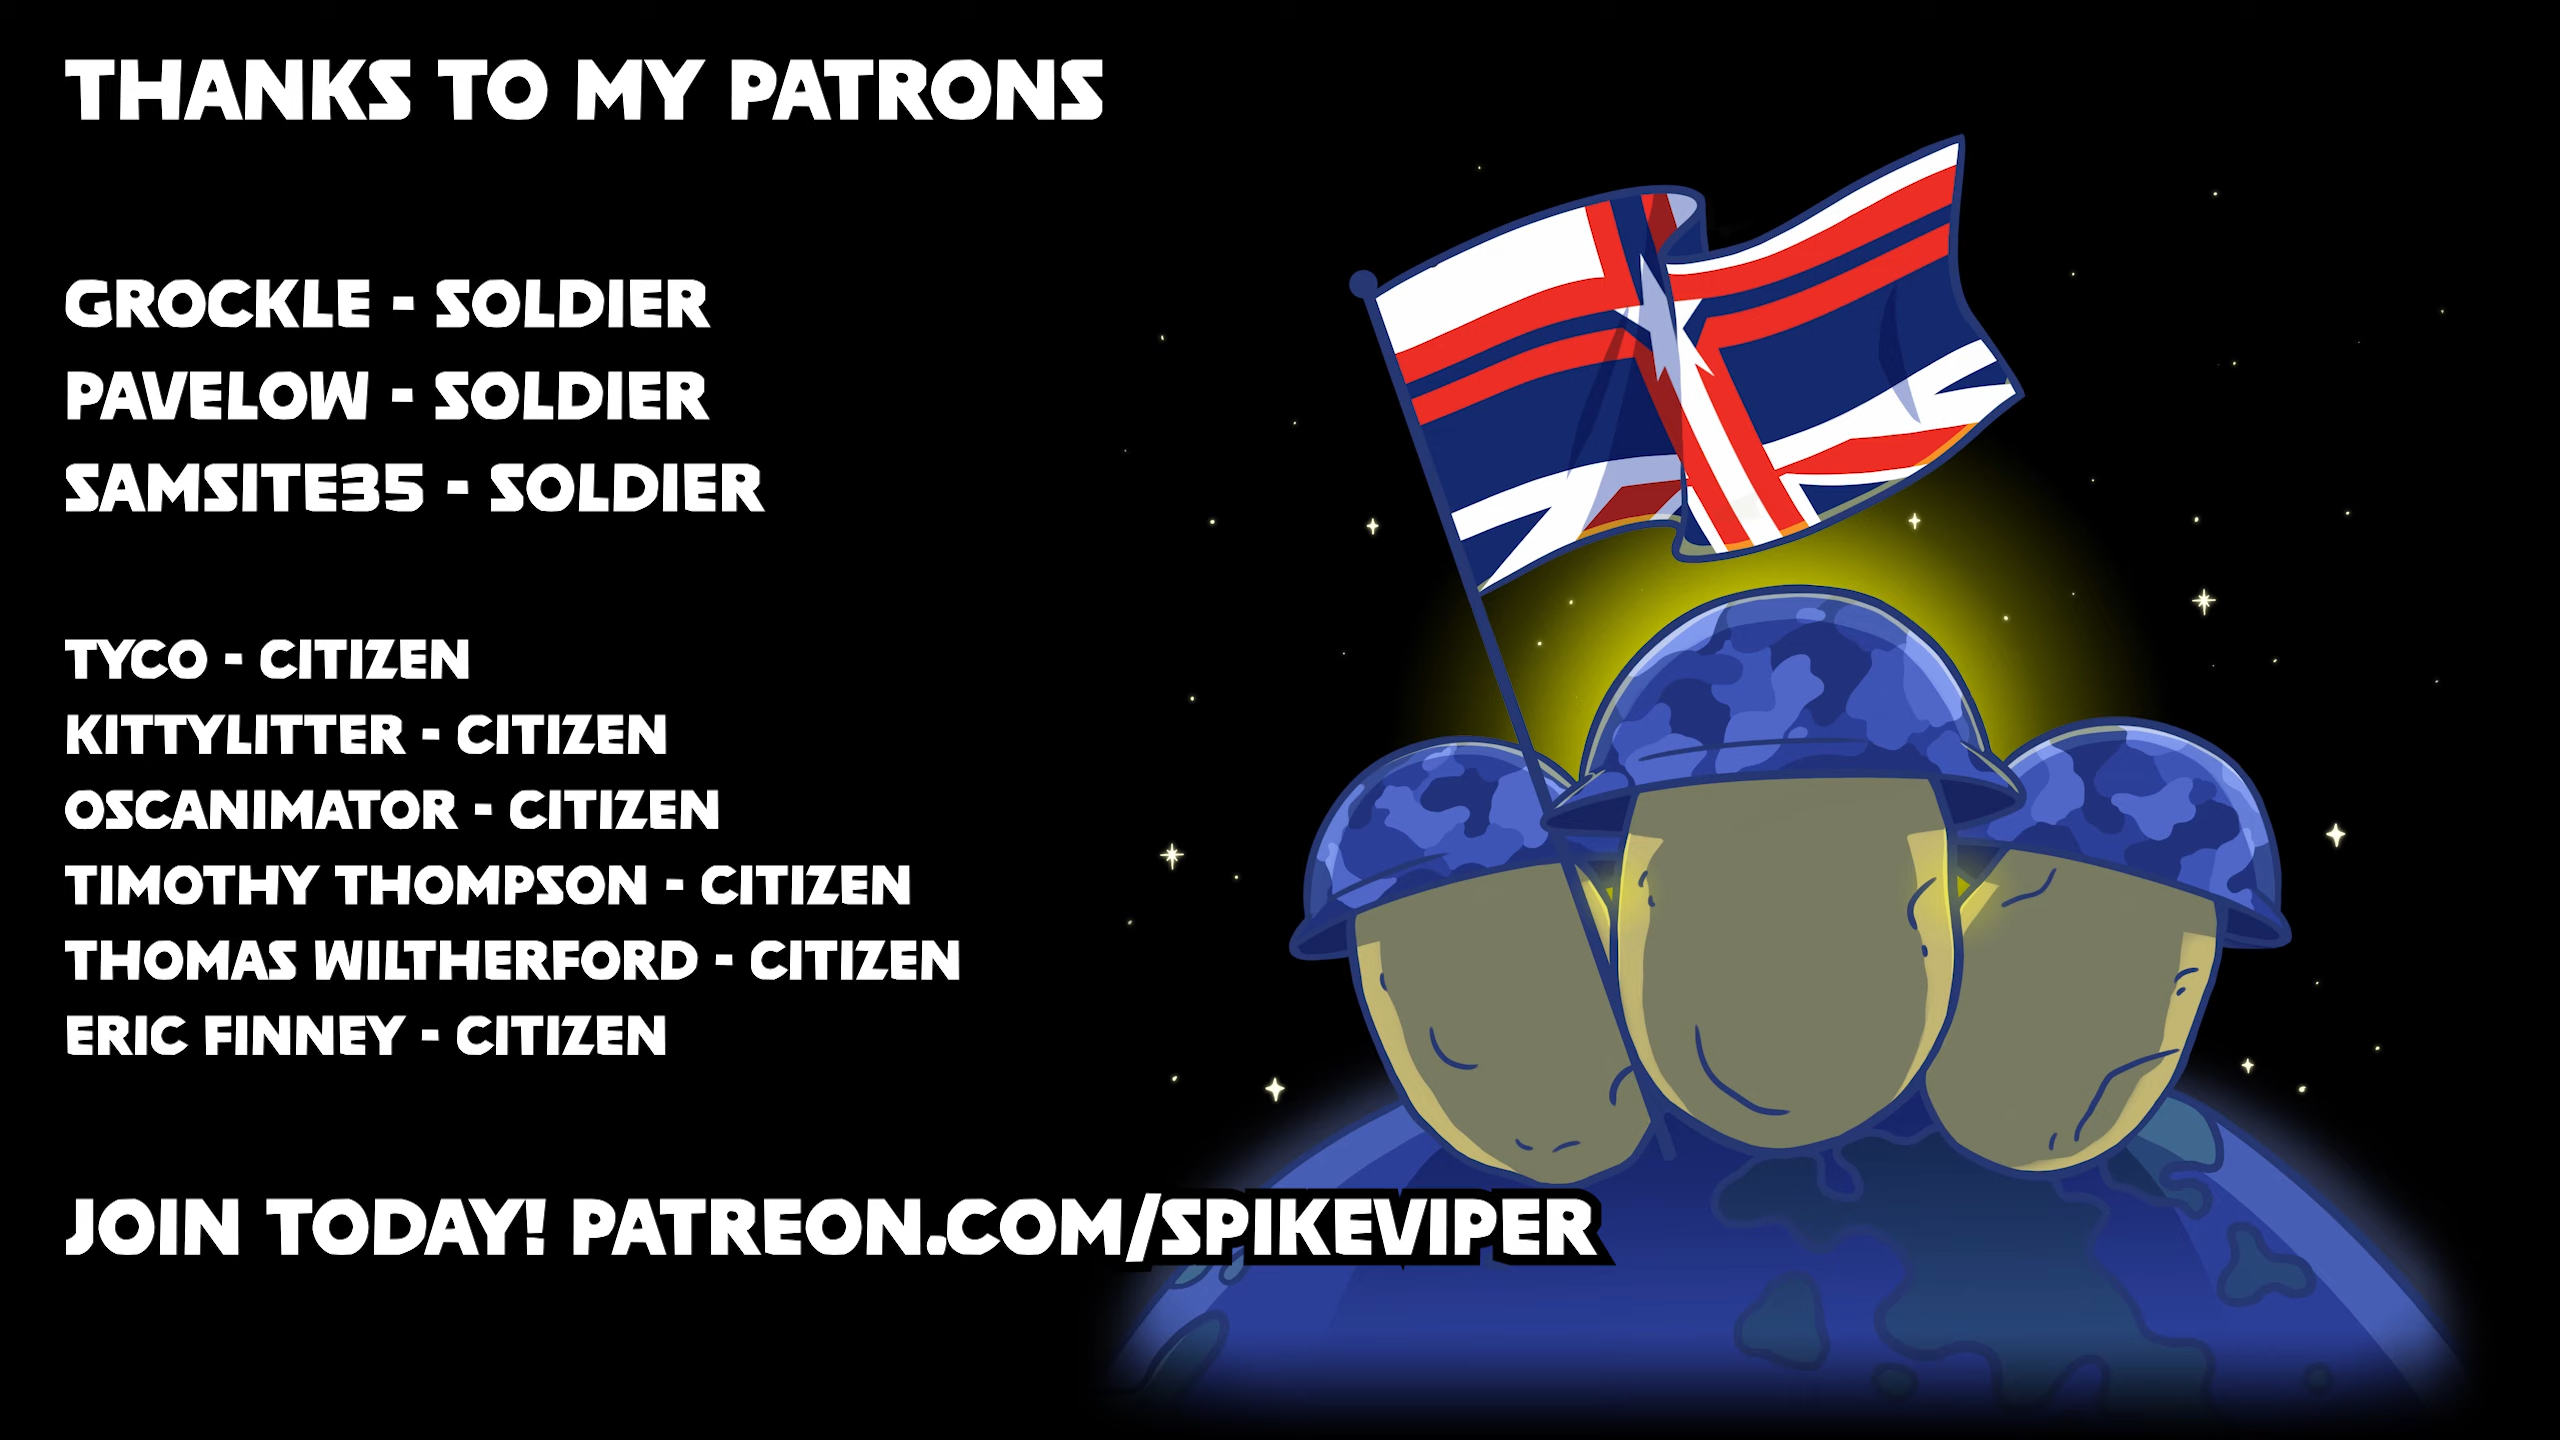 THANKS TO MY PATRONS
GROCKLE - SOLDIER
PAVELOW - SOLDIER
SAMSITE35 - SOLDIER
TYCO - CITIZEN
KITTYLITTER - CITIZEN
OSCANIMATOR - CITIZEN
TIMOTHY THOMPSON - CITIZEN
THOMAS WILTHERFORD - CITIZEN
ERIC FINNEY - CITIZEN
JOIN TODAY! PATREON.COM/SPIKEVIPER